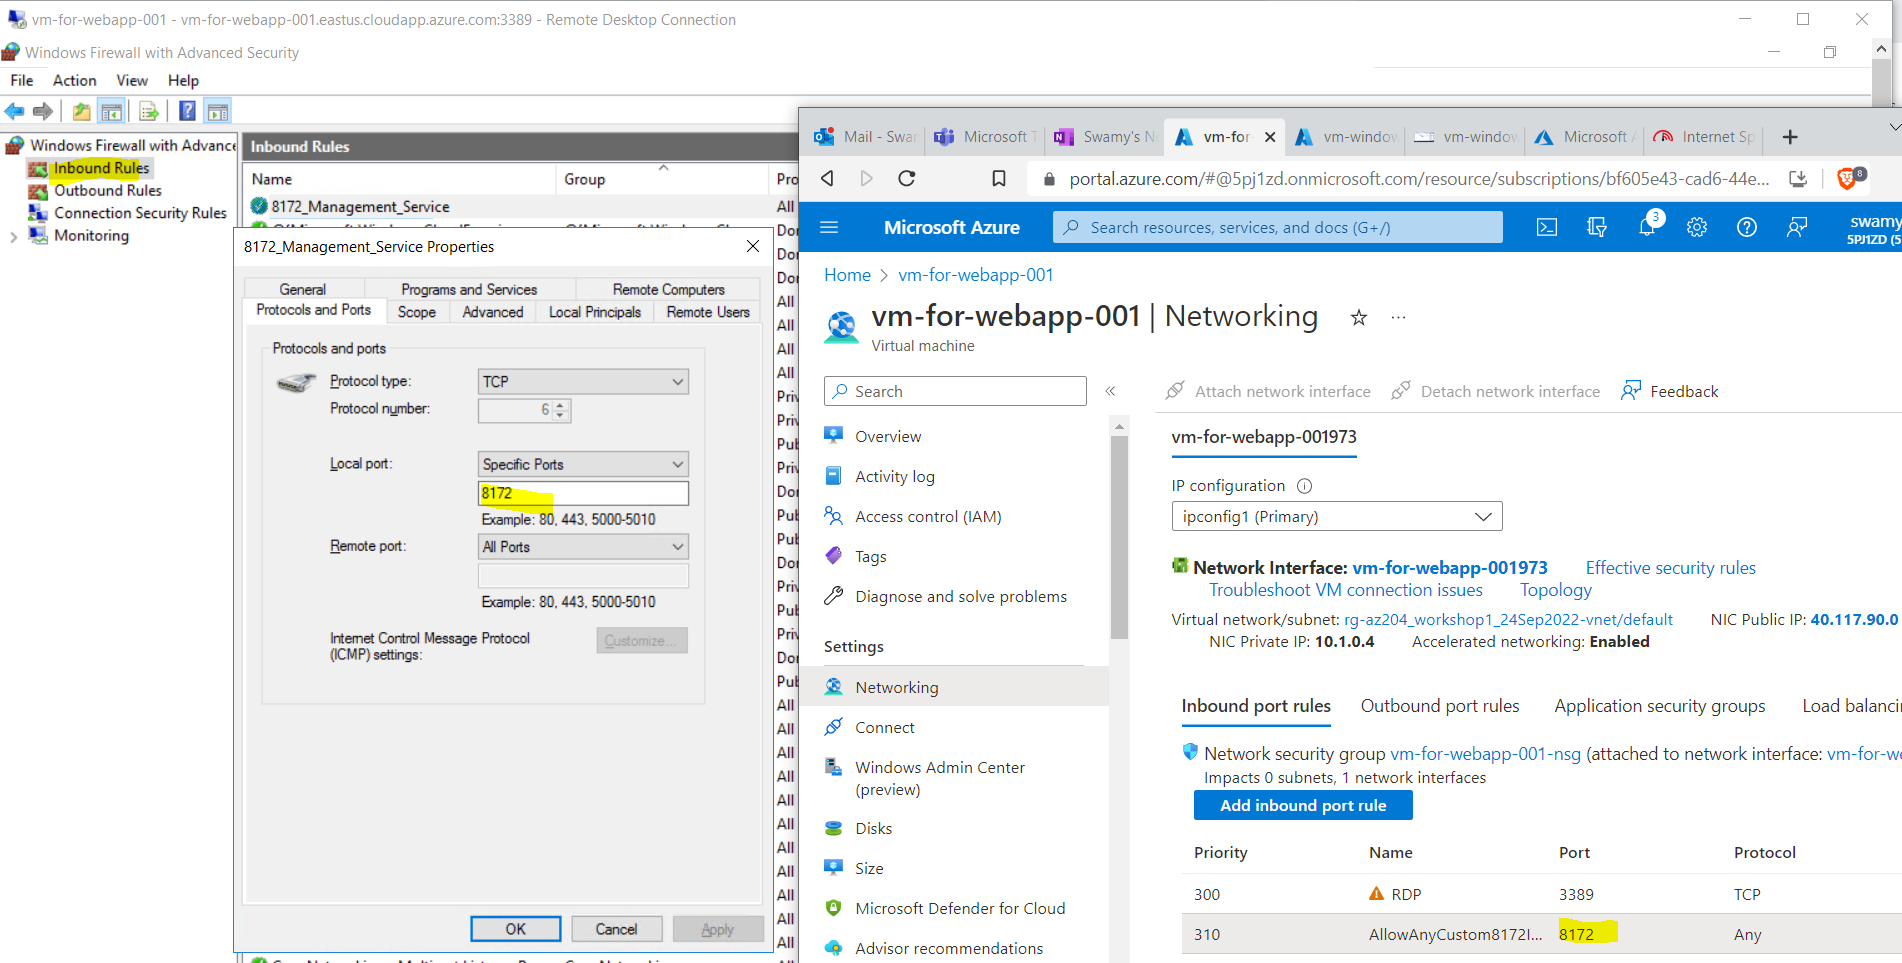 vm-for-webapp-001 - vm-for-webapp-001.eastus.cloudapp.azure.com:3389 - Remote Desktop Connection
Windows Firewall with Advanced Security
File Action View Help
Windows Firewall with Advance
Inbound Rules
Outbound Rules
Connection Security Rules
Monitoring
Inbound Rules
Name Group Pro
8172_Management_Service All
8172_Management_Service Properties
General Programs and Services Remote Computers
Protocols and Ports Scope Advanced Local Principals Remote Users
Protocols and ports
Protocol type: TCP
Protocol number: 6
Local port: Specific Ports
8172
Example: 80, 443, 5000-5010
Remote port: All Ports
Example: 80, 443, 5000-5010
Internet Control Message Protocol
(ICMP) settings: Customize...
OK Cancel Apply
Dor
Dor
Dor
All
All
All
All
Priv
Priv
Pub
Priv
Dor
Pub
Pub
Dor
Priv
Pub
Priv
Dor
Pub
All
All
All
All
All
All
All
All
All
All
All
Mail - Swar Microsoft T Swamy's N vm-for- vm-window vm-window Microsoft A Internet Sp
portal.azure.com/#@5pj1zd.onmicrosoft.com/resource/subscriptions/bf605e43-cad6-44e... 8
Microsoft Azure Search resources, services, and docs (G+/) 3 swamy
5PJ1ZD (5
Home > vm-for-webapp-001
vm-for-webapp-001 | Networking ...
Virtual machine
Search «
Overview
Activity log
Access control (IAM)
Tags
Diagnose and solve problems
Settings
Networking
Connect
Windows Admin Center
(preview)
Disks
Size
Microsoft Defender for Cloud
Advisor recommendations
Attach network interface Detach network interface Feedback
vm-for-webapp-001973
IP configuration
ipconfig1 (Primary)
Network Interface: vm-for-webapp-001973 Effective security rules
Troubleshoot VM connection issues Topology
Virtual network/subnet: rg-az204_workshop1_24Sep2022-vnet/default NIC Public IP: 40.117.90.0
NIC Private IP: 10.1.0.4 Accelerated networking: Enabled
Inbound port rules Outbound port rules Application security groups Load balancin
Network security group vm-for-webapp-001-nsg (attached to network interface: vm-for-we
Impacts 0 subnets, 1 network interfaces
Add inbound port rule
Priority Name Port Protocol
300 RDP 3389 TCP
310 AllowAnyCustom8172I... 8172 Any